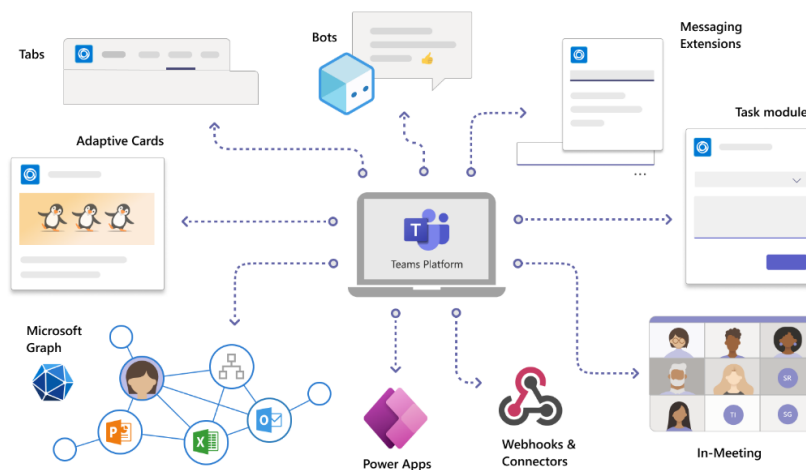 Tabs
Bots
Messaging
Extensions
Task module
Adaptive Cards
T
Teams Platform
Microsoft
Graph
P
X
O
Power Apps
Webhooks &
Connectors
SR
TI
SG
In-Meeting